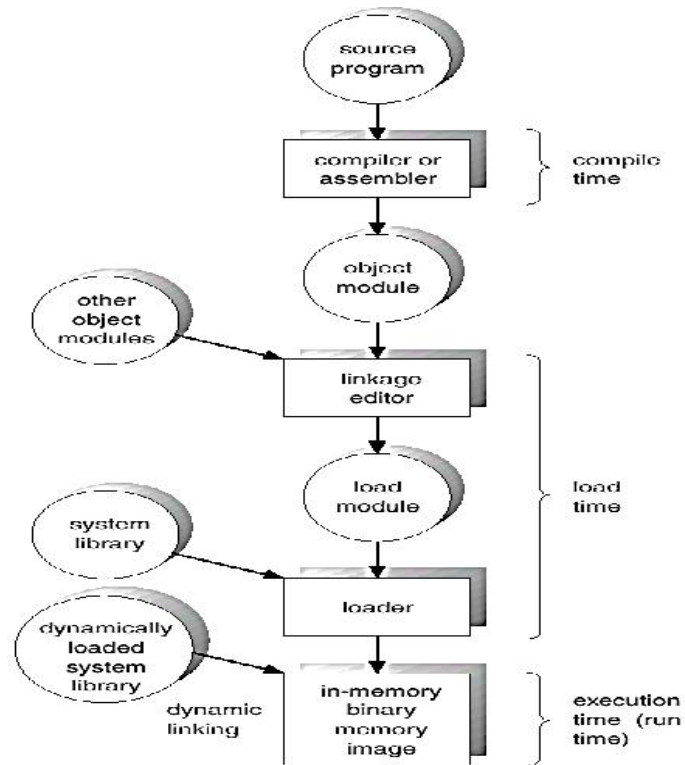 source
program
compiler or
assembler
compile
time
object
module
other
object
modules
linkage
editor
load
module
load
time
system
library
loader
dynamically
loaded
system
library
dynamic
linking
in-memory
binary
memory
image
execution
time (run
time)